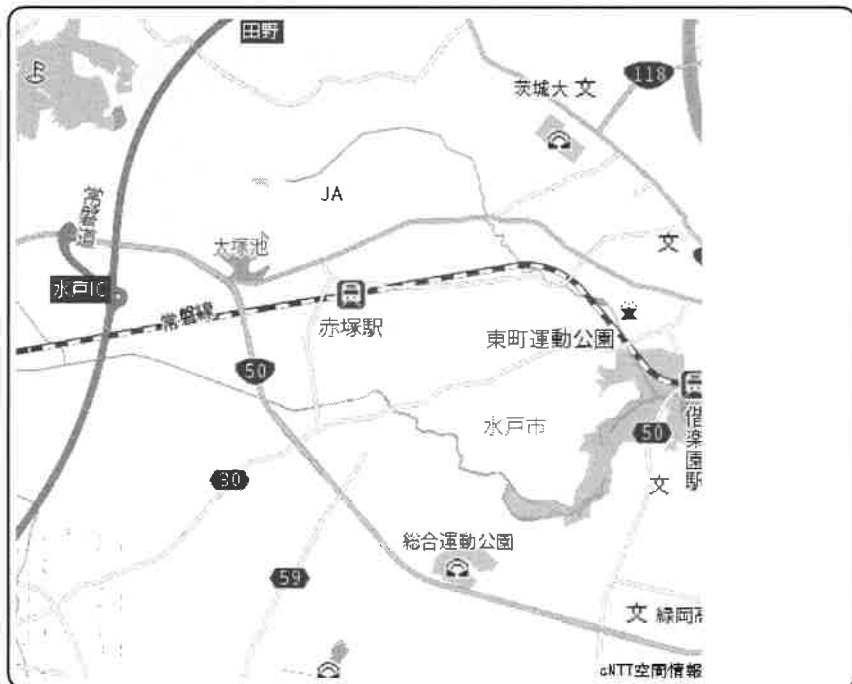 田野
118
茨城大 文
常磐道
JA
大塚池
文
水戸IC
常磐線
赤塚駅
東町運動公園
50
水戸市
50
偕楽園駅
80
文
総合運動公園
59
文 緑岡高
©NTT空間情報